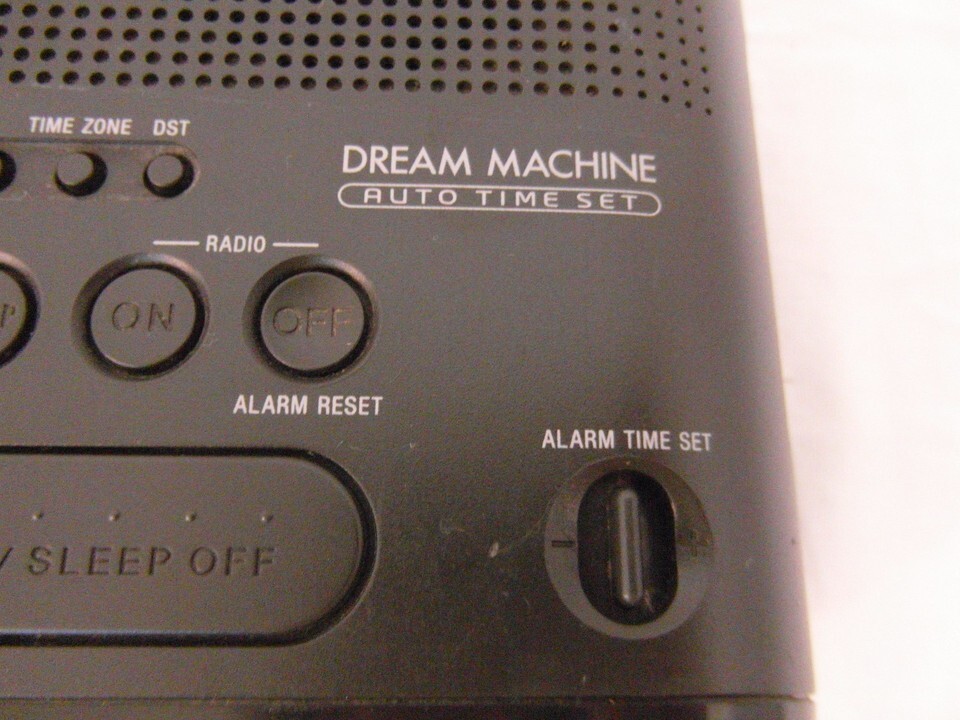 TIME ZONE DST
DREAM MACHINE
AUTO TIME SET
RADIO
ON OFF
ALARM RESET
ALARM TIME SET
- +
/ SLEEP OFF